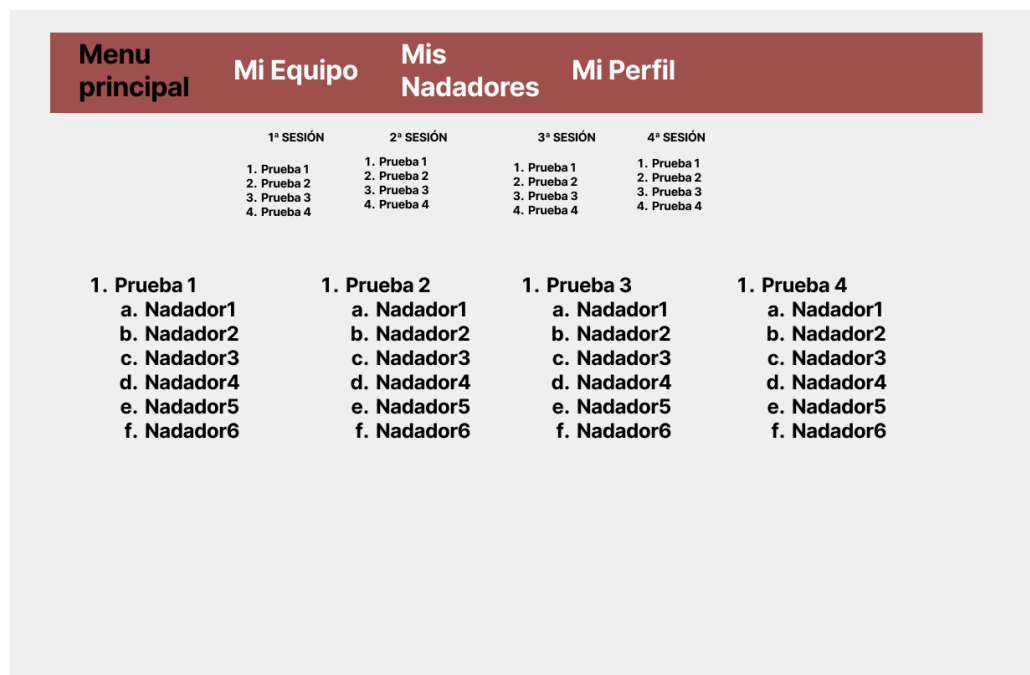 Menu
principal
Mi Equipo
Mis
Nadadores
Mi Perfil
1ª SESIÓN
1. Prueba 1
2. Prueba 2
3. Prueba 3
4. Prueba 4
2ª SESIÓN
1. Prueba 1
2. Prueba 2
3. Prueba 3
4. Prueba 4
3ª SESIÓN
1. Prueba 1
2. Prueba 2
3. Prueba 3
4. Prueba 4
4ª SESIÓN
1. Prueba 1
2. Prueba 2
3. Prueba 3
4. Prueba 4
1. Prueba 1
a. Nadador1
b. Nadador2
c. Nadador3
d. Nadador4
e. Nadador5
f. Nadador6
1. Prueba 2
a. Nadador1
b. Nadador2
c. Nadador3
d. Nadador4
e. Nadador5
f. Nadador6
1. Prueba 3
a. Nadador1
b. Nadador2
c. Nadador3
d. Nadador4
e. Nadador5
f. Nadador6
1. Prueba 4
a. Nadador1
b. Nadador2
c. Nadador3
d. Nadador4
e. Nadador5
f. Nadador6